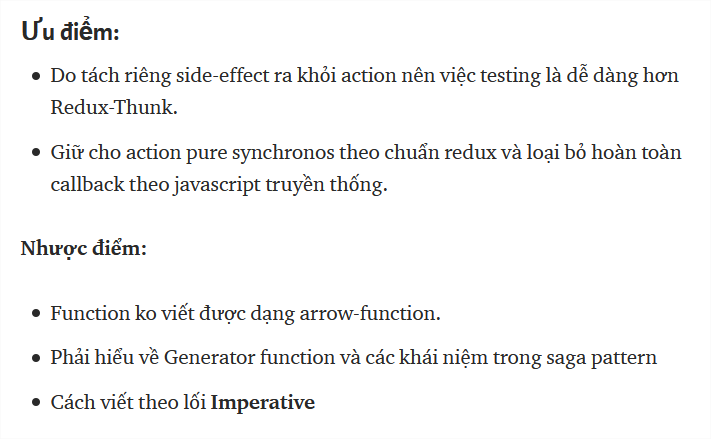 Ưu điểm:
Do tách riêng side-effect ra khỏi action nên việc testing là dễ dàng hơn
Redux-Thunk.
Giữ cho action pure synchronos theo chuẩn redux và loại bỏ hoàn toàn
callback theo javascript truyền thống.
Nhược điểm:
Function ko viết được dạng arrow-function.
Phải hiểu về Generator function và các khái niệm trong saga pattern
Cách viết theo lối Imperative